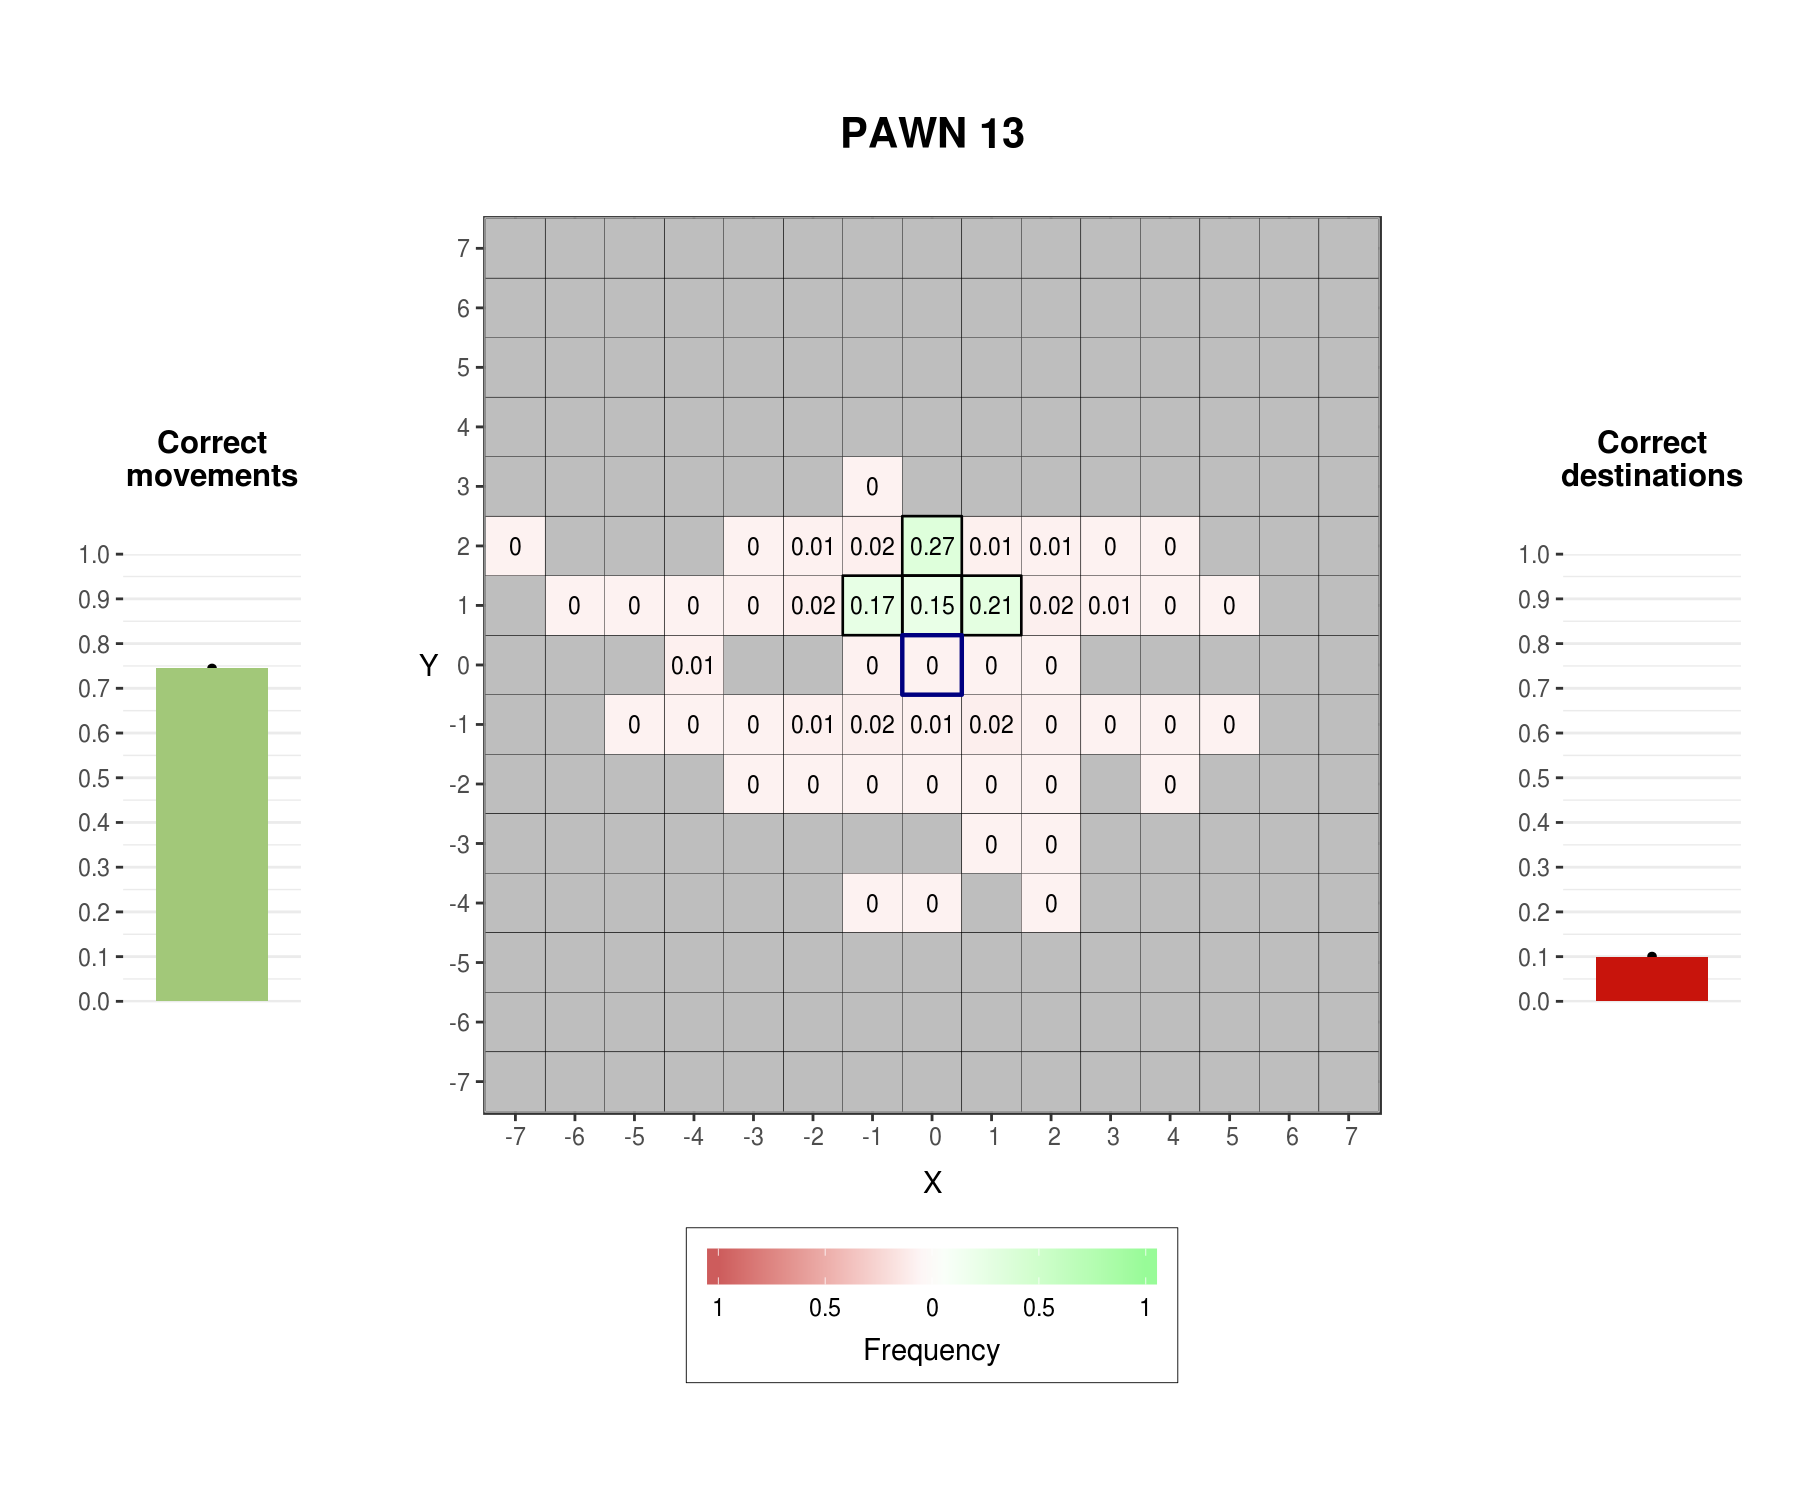 PAWN 13
Correct
movements
1.0
0.9
0.8
0.7
0.6
0.5
0.4
0.3
0.2
0.1
0.0
Y
7
6
5
4
3 0
2 0 0 0.01 0.02 0.27 0.01 0.01 0 0
1 0 0 0 0 0.02 0.17 0.15 0.21 0.02 0.01 0 0
0 0.01 0 0 0 0
-1 0 0 0 0.01 0.02 0.01 0.02 0 0 0 0
-2 0 0 0 0 0 0 0
-3 0 0
-4 0 0 0
-5
-6
-7
-7 -6 -5 -4 -3 -2 -1 0 1 2 3 4 5 6 7
X
1 0.5 0 0.5 1
Frequency
Correct
destinations
1.0
0.9
0.8
0.7
0.6
0.5
0.4
0.3
0.2
0.1
0.0